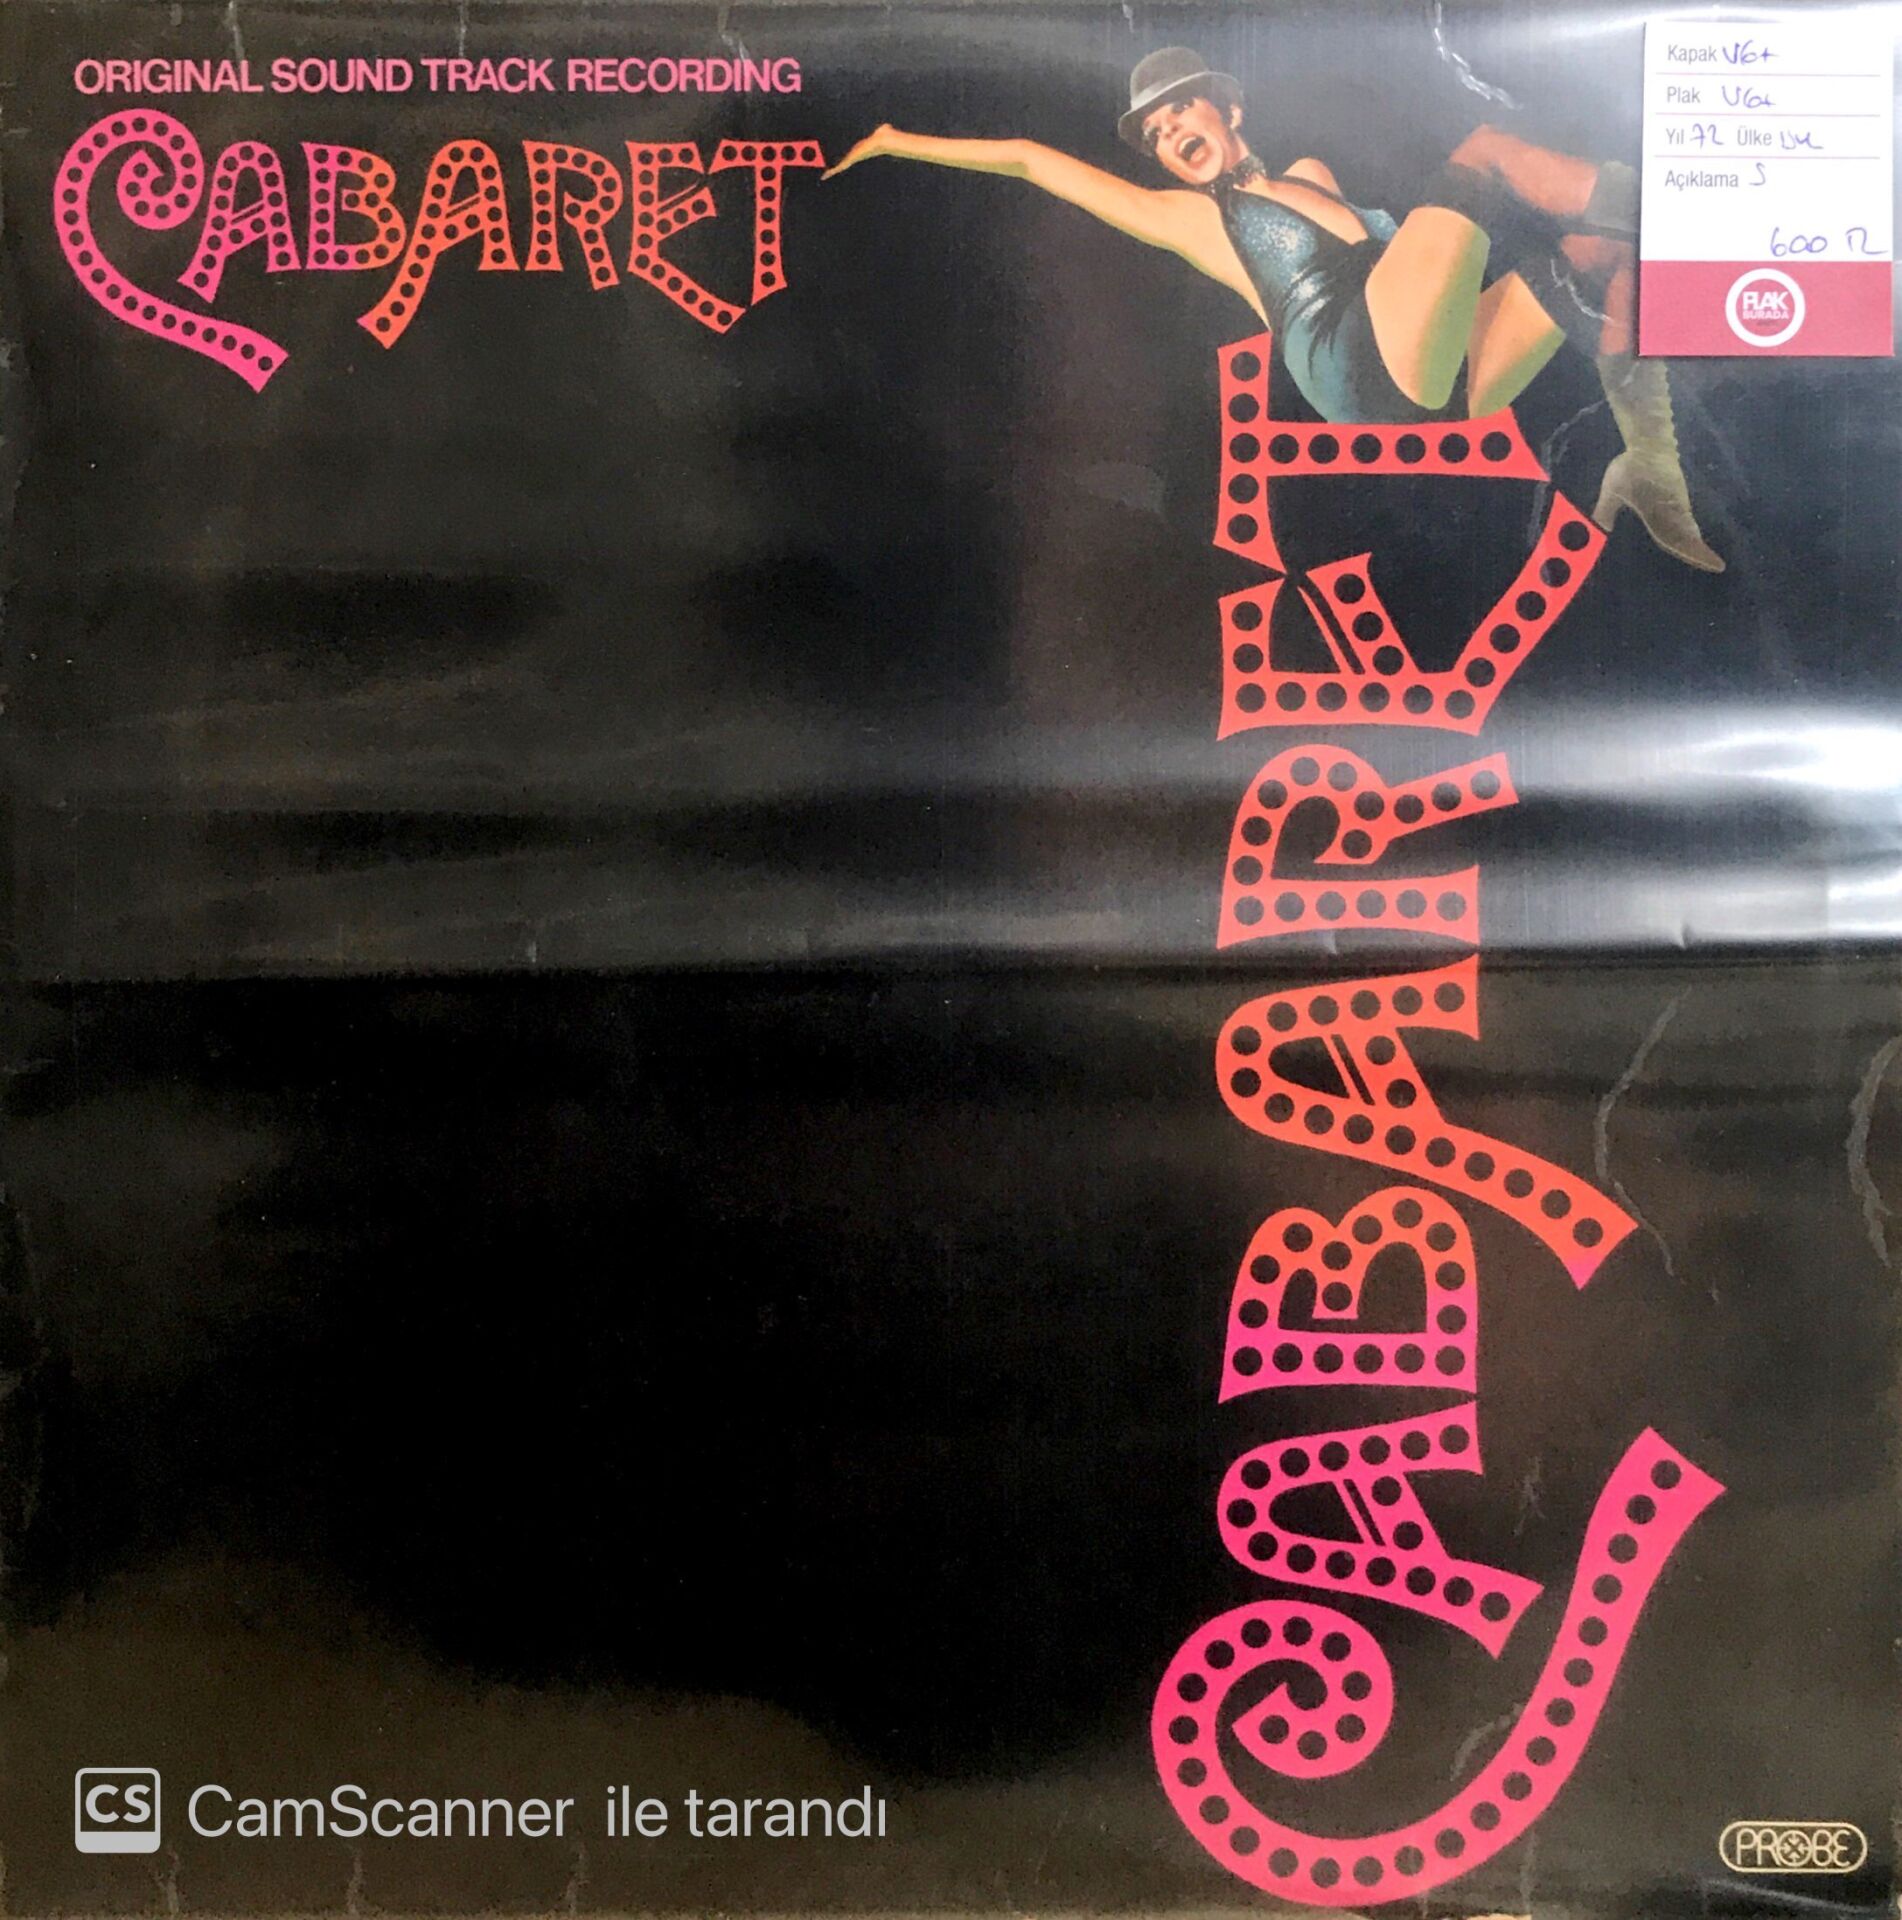 ORIGINAL SOUND TRACK RECORDING
CABARET
Kapak VG+
Plak VG+
Yıl 72 Ülke
Açıklama S
600 TL
PLAK
BURADA
CABARET
CS CamScanner ile tarandı
PROBE